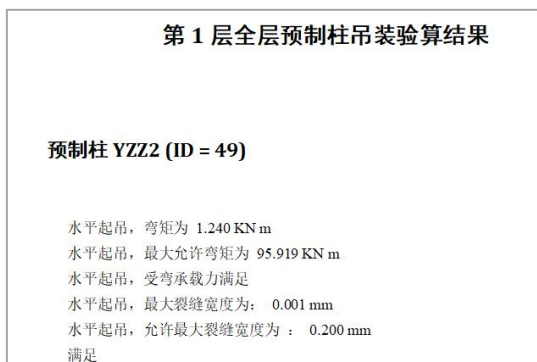 第 1 层全层预制柱吊装验算结果
预制柱 YZZ2 (ID = 49)
水平起吊，弯矩为 1.240 KN m
水平起吊，最大允许弯矩为 95.919 KN m
水平起吊，受弯承载力满足
水平起吊，最大裂缝宽度为： 0.001 mm
水平起吊，允许最大裂缝宽度为 ： 0.200 mm
满足